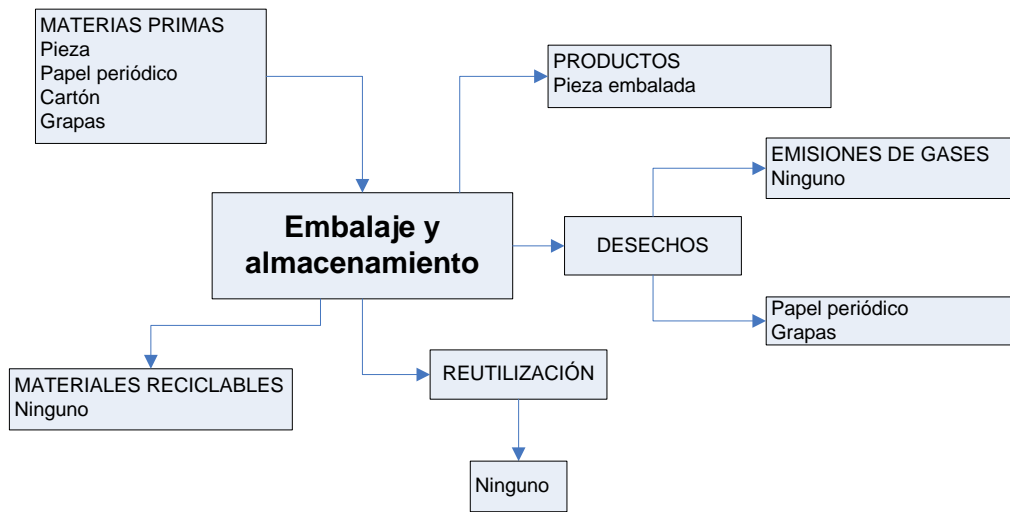 MATERIAS PRIMAS
Pieza
Papel periódico
Cartón
Grapas
PRODUCTOS
Pieza embalada
EMISIONES DE GASES
Ninguno
Embalaje y
almacenamiento
DESECHOS
Papel periódico
Grapas
MATERIALES RECICLABLES
Ninguno
REUTILIZACIÓN
Ninguno